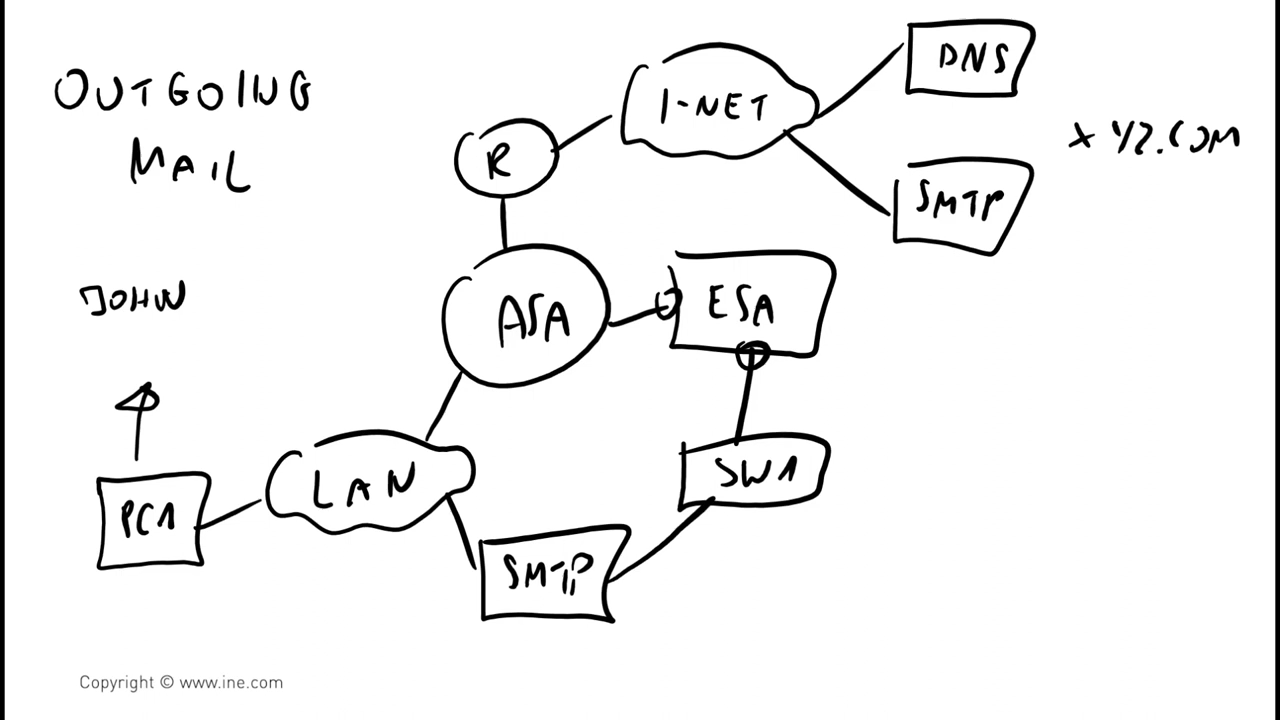 OUTGOING
MAIL
I-NET
DNS
XYZ.COM
SMTP
R
ASA
ESA
JOHN
PC1
LAN
SW1
SMTP
Copyright © www.ine.com